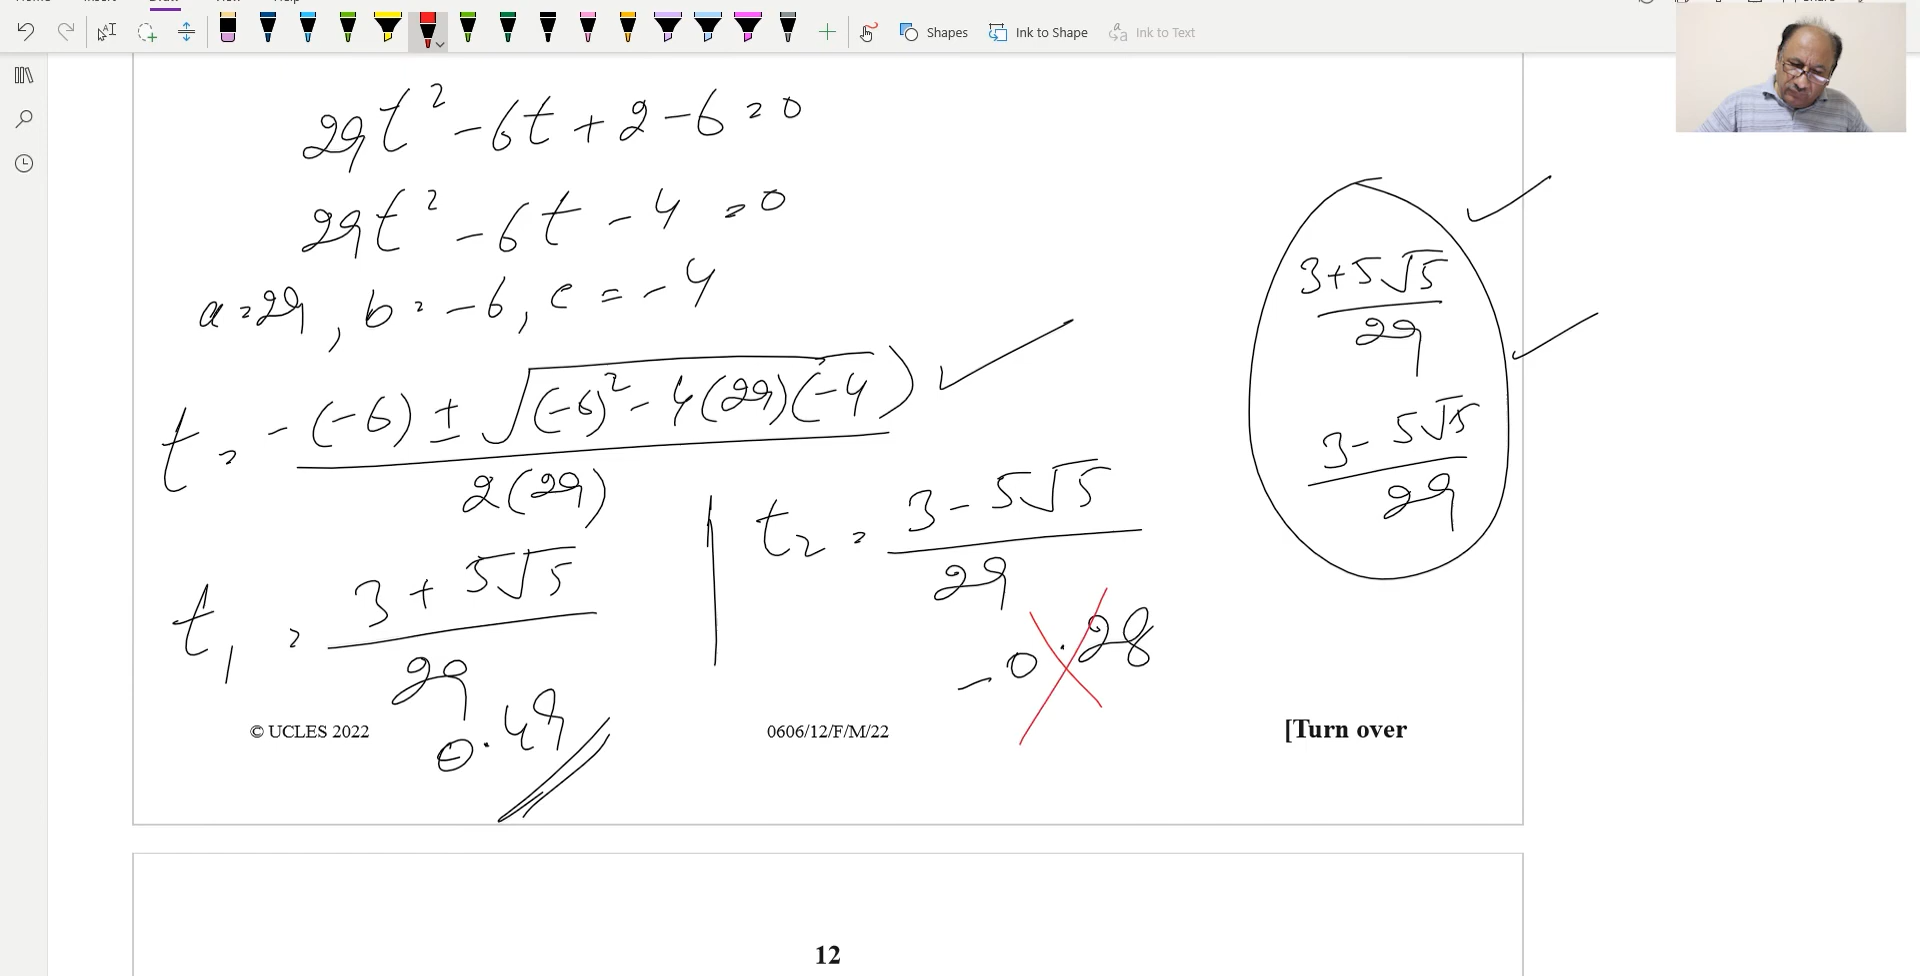 Shapes Ink to Shape Ink to Text
29t² - 6t + 2 - 6 = 0
29t² - 6t - 4 = 0
a = 29, b = -6, c = -4
t = (-(-6) ± √((-6)² - 4(29)(-4)))/(2(29))
t₁ = (3 + 5√5)/29
0.49
t₂ = (3 - 5√5)/29
-0.28
(3 + 5√5)/29
(3 - 5√5)/29
© UCLES 2022 0606/12/F/M/22 [Turn over
12